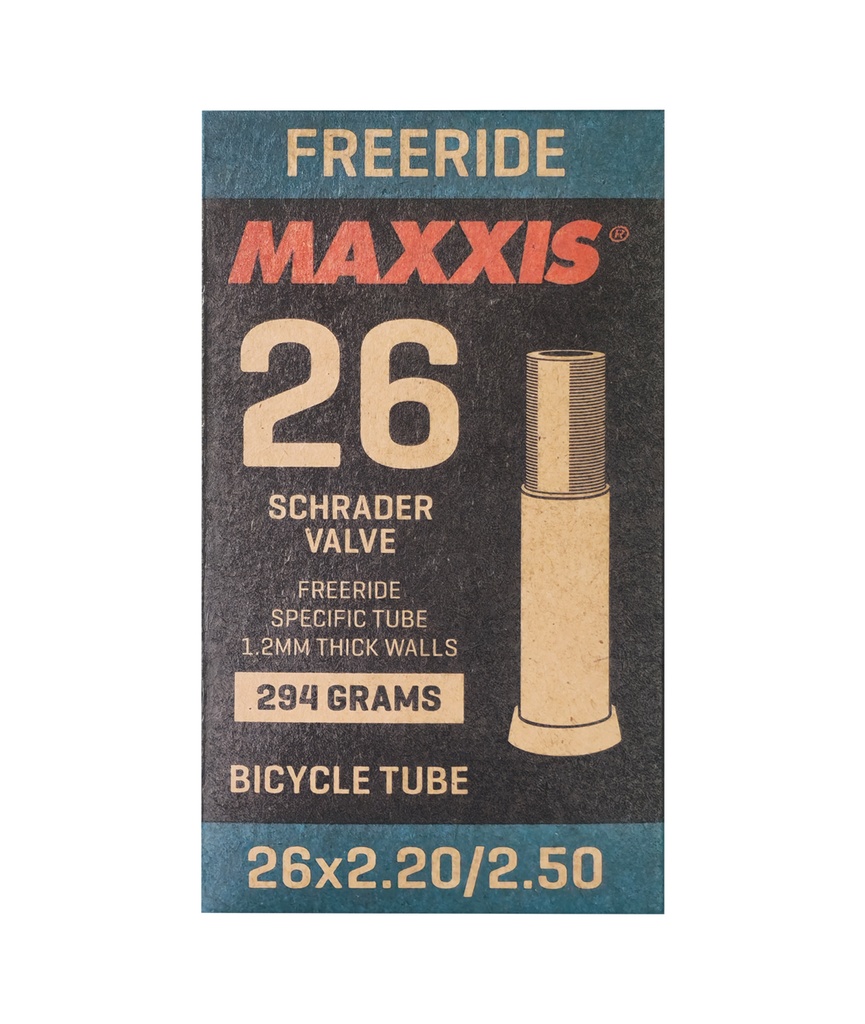 FREERIDE
MAXXIS®
26
SCHRADER
VALVE
FREERIDE
SPECIFIC TUBE
1.2MM THICK WALLS
294 GRAMS
BICYCLE TUBE
26x2.20/2.50